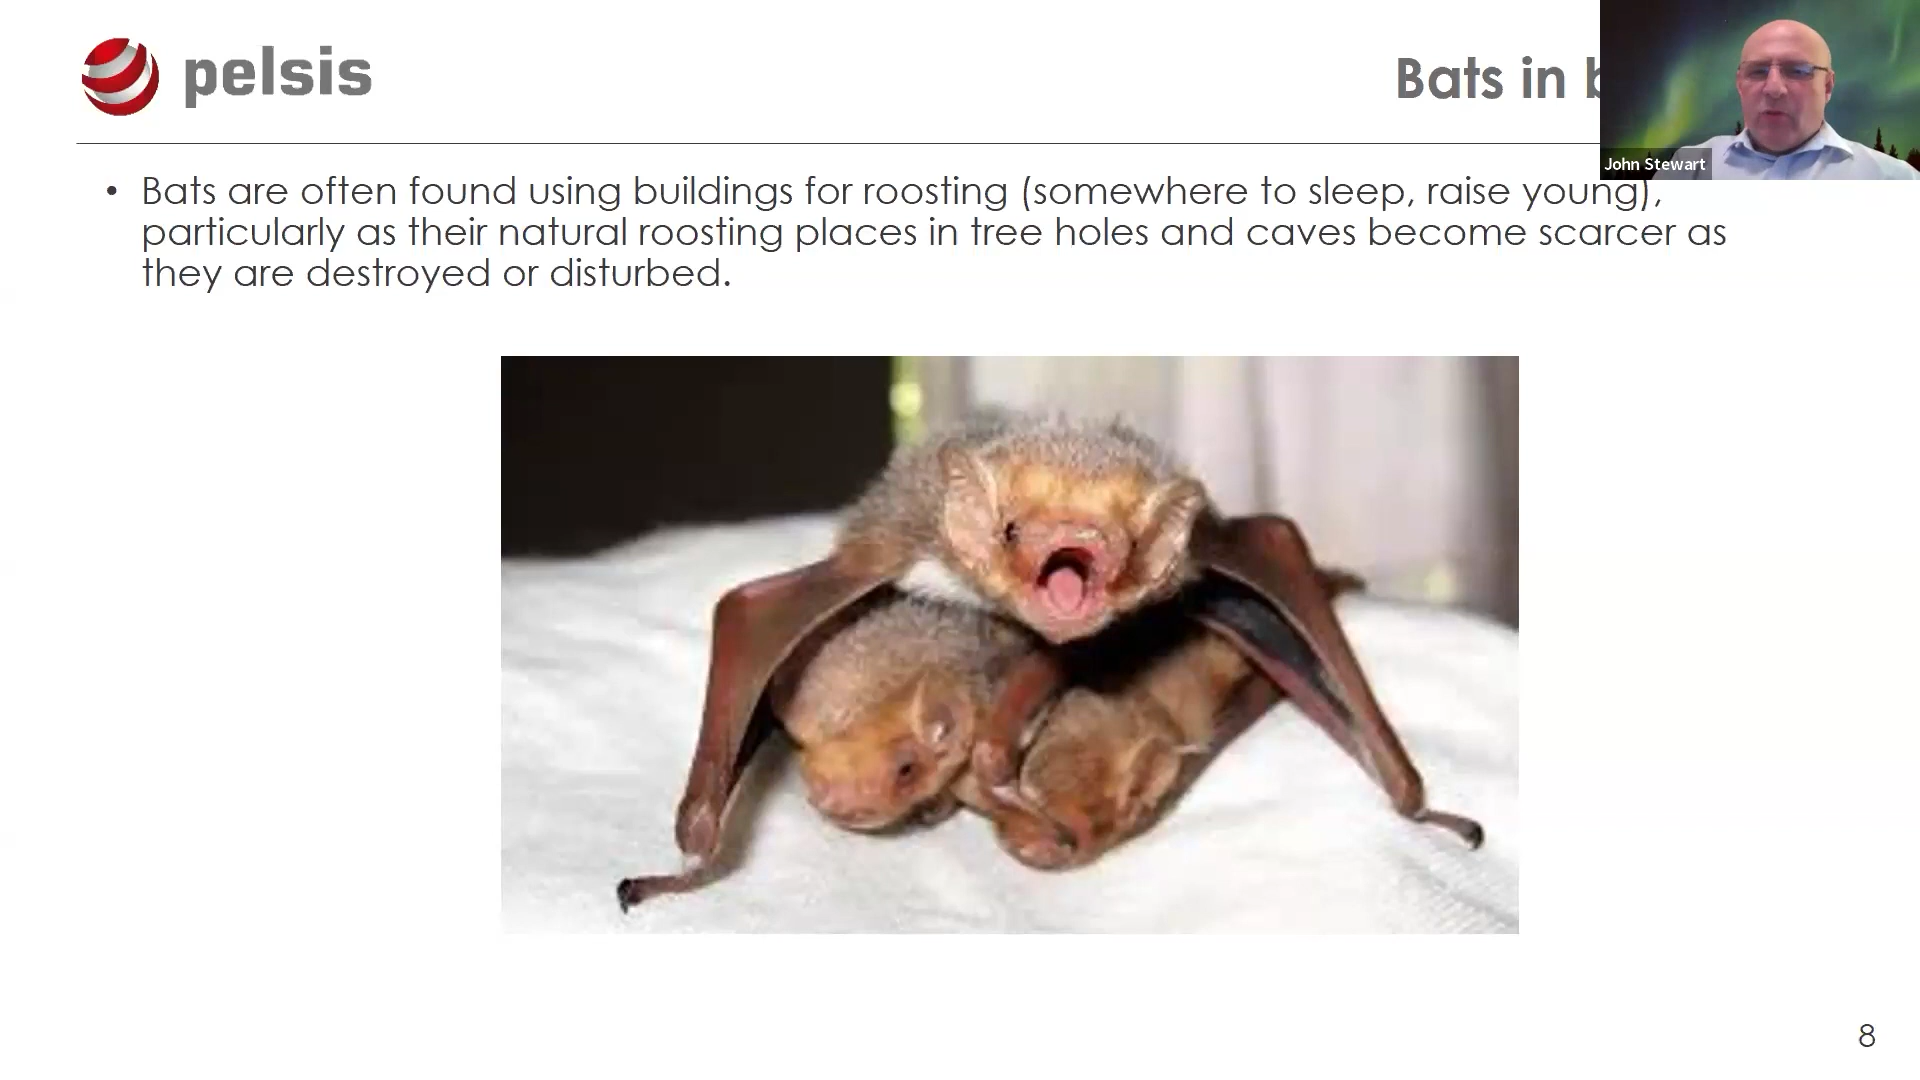 pelsis
Bats in b
John Stewart
• Bats are often found using buildings for roosting (somewhere to sleep, raise young),
particularly as their natural roosting places in tree holes and caves become scarcer as
they are destroyed or disturbed.
8